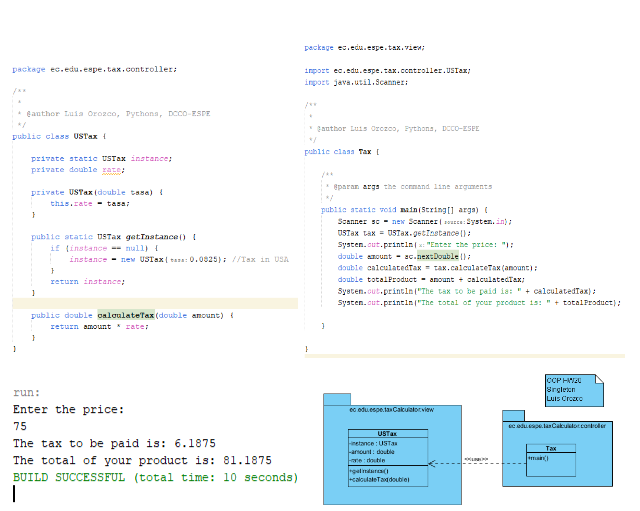 package ec.edu.espe.tax.controller;
/**
*
* @author Luis Orozco, Pythons, DCCO-ESPE
*/
public class USTax {
private static USTax instance;
private double rate;
private USTax(double tasa) {
this.rate = tasa;
}
public static USTax getInstance() {
if (instance == null) {
instance = new USTax( tasa: 0.0825); //Tax in USA
}
return instance;
}
public double calculateTax(double amount) {
return amount * rate;
}
}
package ec.edu.espe.tax.view;
import ec.edu.espe.tax.controller.USTax;
import java.util.Scanner;
/**
*
* @author Luis Orozco, Pythons, DCCO-ESPE
*/
public class Tax {
/**
* @param args the command line arguments
*/
public static void main(String[] args) {
Scanner sc = new Scanner( source: System.in);
USTax tax = USTax.getInstance();
System.out.println( x: "Enter the price: ");
double amount = sc.nextDouble();
double calculatedTax = tax.calculateTax(amount);
double totalProduct = amount + calculatedTax;
System.out.println("The tax to be paid is: " + calculatedTax);
System.out.println("The total of your product is: " + totalProduct);
}
}
run:
Enter the price:
75
The tax to be paid is: 6.1875
The total of your product is: 81.1875
BUILD SUCCESSFUL (total time: 10 seconds)
OOP HW20
Singleton
Luis Orozco
ec.edu.espe.taxCalculator.view
USTax
-instance : USTax
-amount : double
-rate : double
+getInstance()
+calculateTax(double)
<<use>>
ec.edu.espe.taxCalculator.controller
Tax
+main()